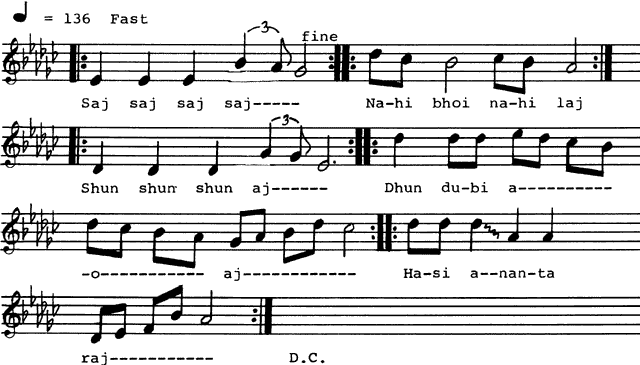 = 136 Fast
3 fine
Saj saj saj saj----- Na-hi bhoi na-hi laj
3
Shun shum shun aj------ Dhun du-bi a----------
-o----------- aj------------ Ha-si a--nan-ta
raj----------- D.C.